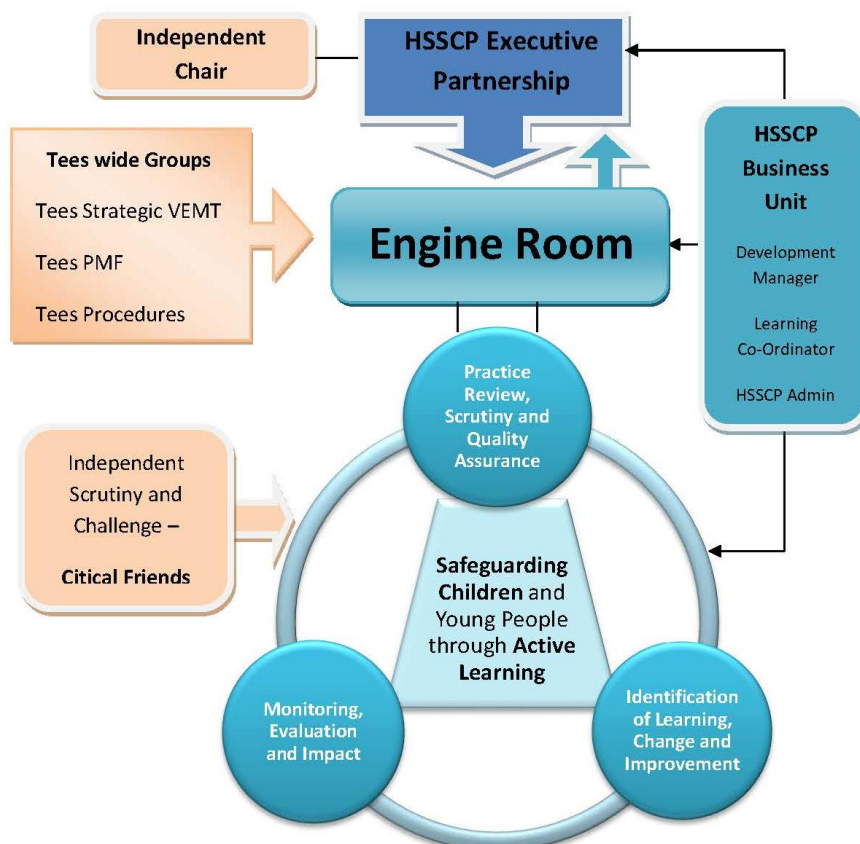 Independent
Chair
HSSCP Executive
Partnership
Tees wide Groups
Tees Strategic VEMT
Tees PMF
Tees Procedures
Engine Room
HSSCP
Business
Unit
Development
Manager
Learning
Co-Ordinator
HSSCP Admin
Practice
Review,
Scrutiny and
Quality
Assurance
Independent
Scrutiny and
Challenge –
Citical Friends
Safeguarding
Children and
Young People
through Active
Learning
Monitoring,
Evaluation
and Impact
Identification
of Learning,
Change and
Improvement